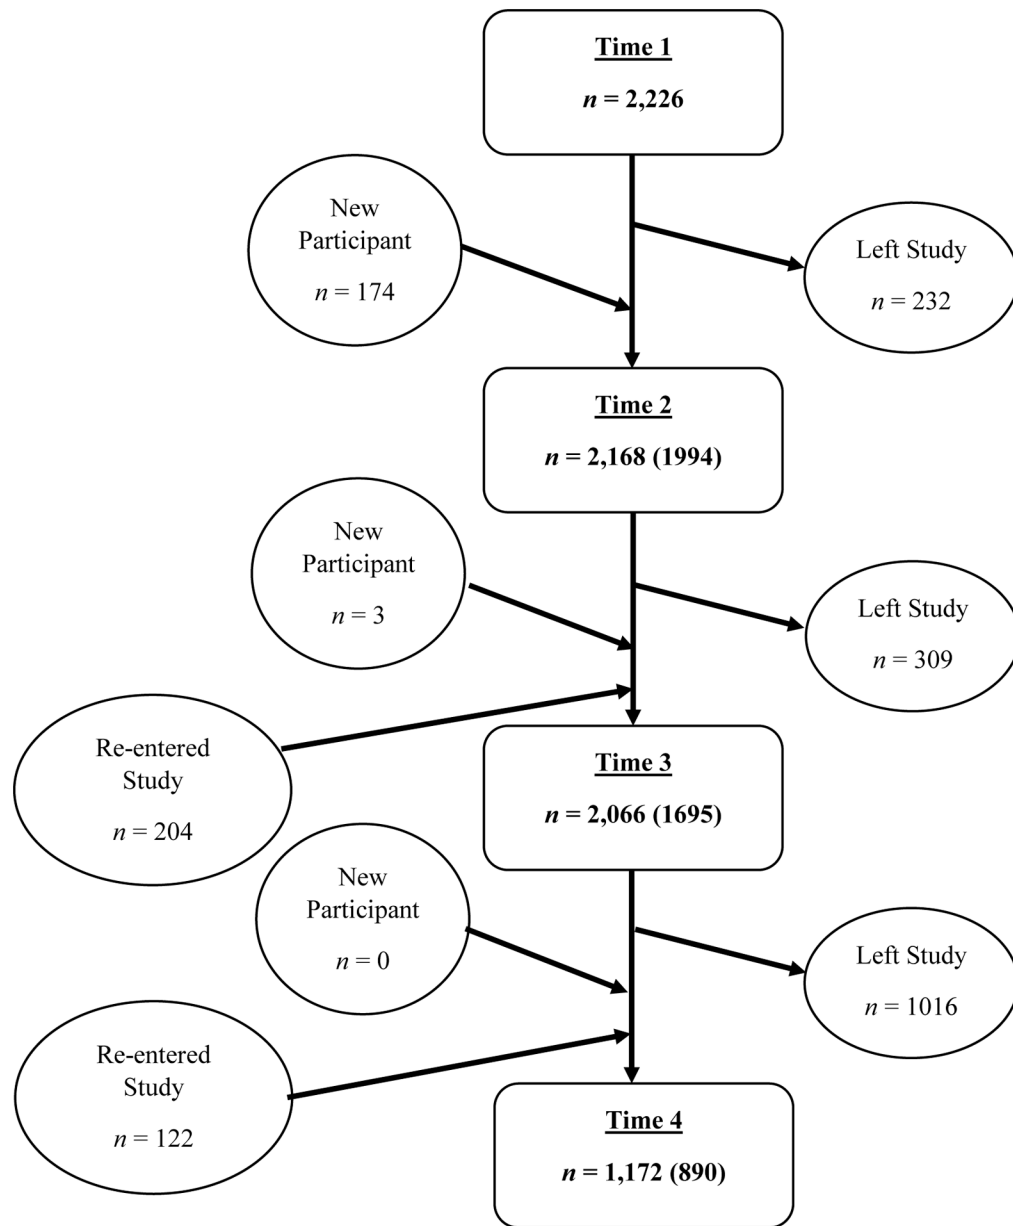 Time 1
n = 2,226
New
Participant
n = 174
Left Study
n = 232
Time 2
n = 2,168 (1994)
New
Participant
n = 3
Left Study
n = 309
Re-entered
Study
n = 204
Time 3
n = 2,066 (1695)
New
Participant
n = 0
Left Study
n = 1016
Re-entered
Study
n = 122
Time 4
n = 1,172 (890)